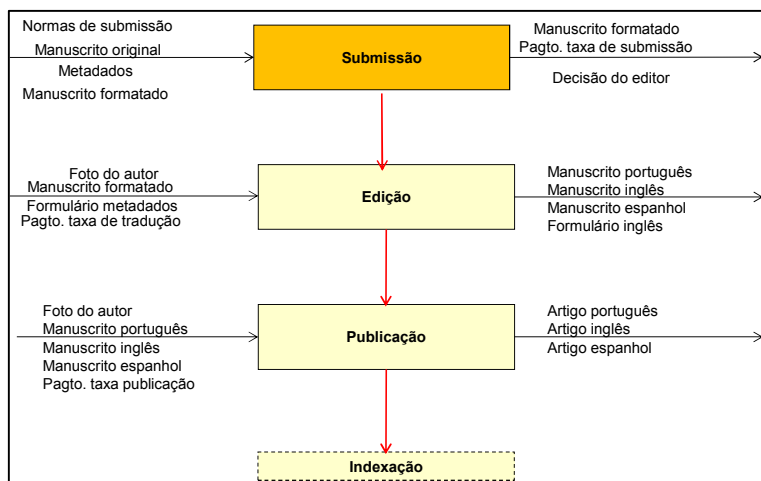 Normas de submissão
Manuscrito original
Metadados
Manuscrito formatado
Submissão
Manuscrito formatado
Pagto. taxa de submissão
Decisão do editor
Foto do autor
Manuscrito formatado
Formulário metadados
Pagto. taxa de tradução
Edição
Manuscrito português
Manuscrito inglês
Manuscrito espanhol
Formulário inglês
Foto do autor
Manuscrito português
Manuscrito inglês
Manuscrito espanhol
Pagto. taxa publicação
Publicação
Artigo português
Artigo inglês
Artigo espanhol
Indexação